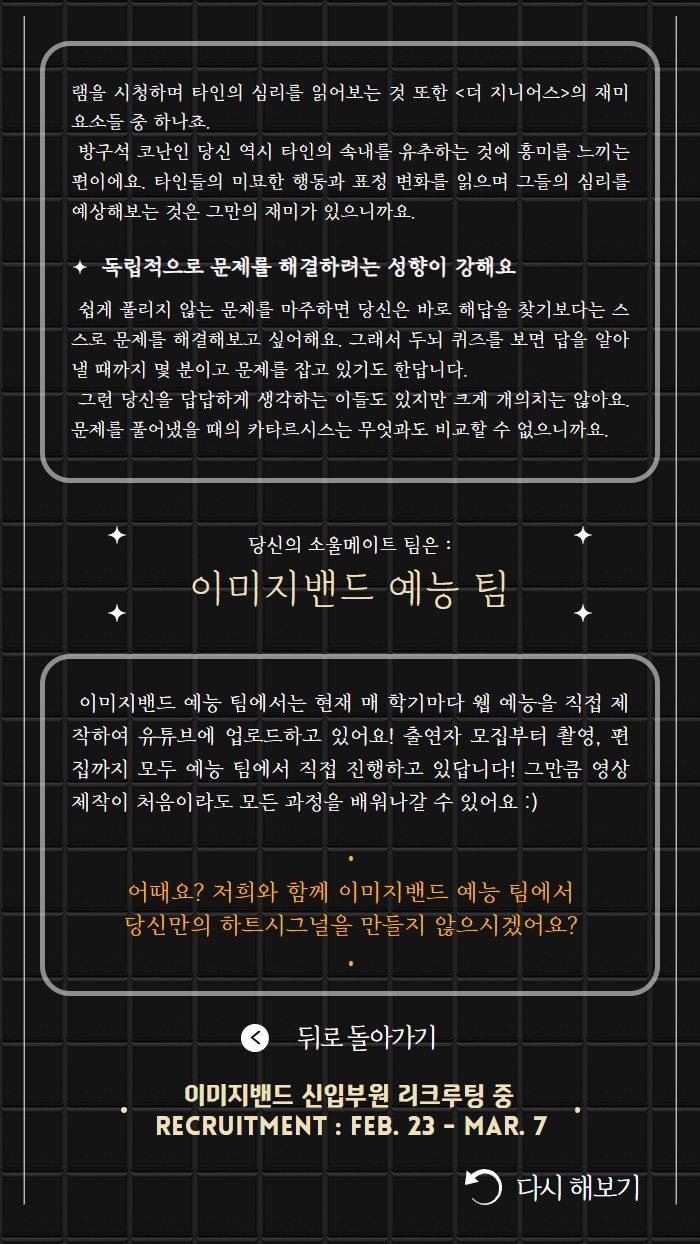 램을 시청하며 타인의 심리를 읽어보는 것 또한 <더 지니어스>의 재미
요소들 중 하나죠.
방구석 코난인 당신 역시 타인의 속내를 유추하는 것에 흥미를 느끼는
편이에요. 타인들의 미묘한 행동과 표정 변화를 읽으며 그들의 심리를
예상해보는 것은 그만의 재미가 있으니까요.
✦ 독립적으로 문제를 해결하려는 성향이 강해요
쉽게 풀리지 않는 문제를 마주하면 당신은 바로 해답을 찾기보다는 스
스로 문제를 해결해보고 싶어해요. 그래서 두뇌 퀴즈를 보면 답을 알아
낼 때까지 몇 분이고 문제를 잡고 있기도 한답니다.
그런 당신을 답답하게 생각하는 이들도 있지만 크게 개의치는 않아요.
문제를 풀어냈을 때의 카타르시스는 무엇과도 비교할 수 없으니까요.
당신의 소울메이트 팀은 :
이미지밴드 예능 팀
이미지밴드 예능 팀에서는 현재 매 학기마다 웹 예능을 직접 제
작하여 유튜브에 업로드하고 있어요! 출연자 모집부터 촬영, 편
집까지 모두 예능 팀에서 직접 진행하고 있답니다! 그만큼 영상
제작이 처음이라도 모든 과정을 배워나갈 수 있어요 :)
어때요? 저희와 함께 이미지밴드 예능 팀에서
당신만의 하트시그널을 만들지 않으시겠어요?
뒤로 돌아가기
이미지밴드 신입부원 리크루팅 중
RECRUITMENT : FEB. 23 - MAR. 7
다시 해보기